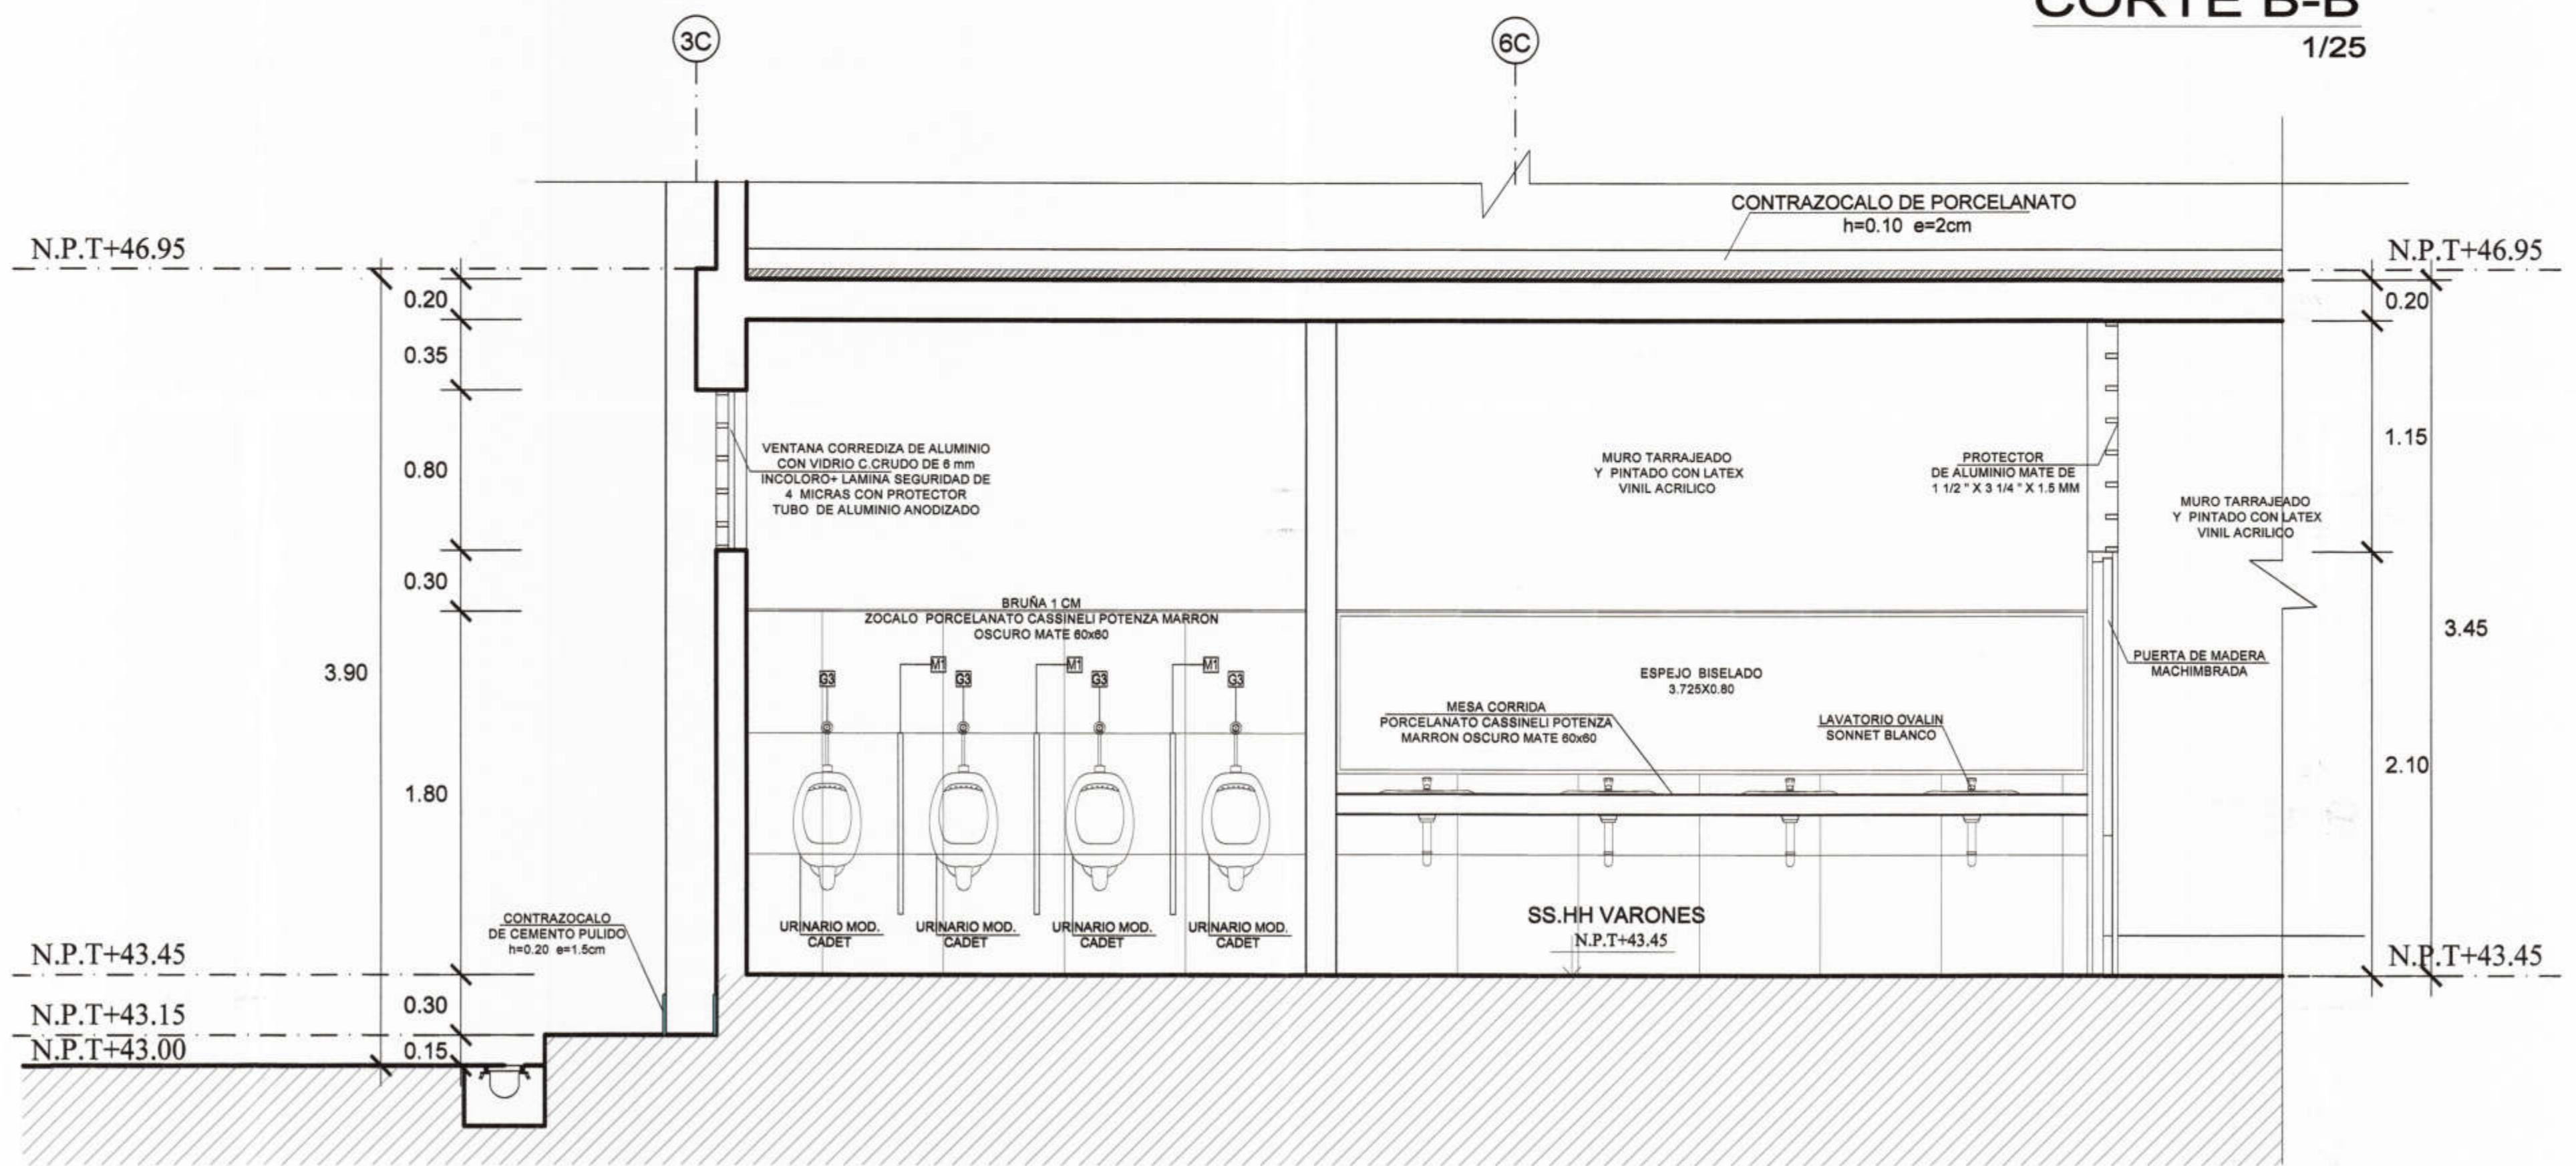 CORTE B-B
1/25
3C
6C
CONTRAZOCALO DE PORCELANATO
h=0.10 e=2cm
N.P.T+46.95
N.P.T+46.95
0.20
0.35
0.80
0.30
1.80
0.30
0.15
3.90
0.20
1.15
2.10
3.45
VENTANA CORREDIZA DE ALUMINIO
CON VIDRIO C.CRUDO DE 6 mm
INCOLORO+ LAMINA SEGURIDAD DE
4 MICRAS CON PROTECTOR
TUBO DE ALUMINIO ANODIZADO
MURO TARRAJEADO
Y PINTADO CON LATEX
VINIL ACRILICO
PROTECTOR
DE ALUMINIO MATE DE
1 1/2 " X 3 1/4 " X 1.5 MM
MURO TARRAJEADO
Y PINTADO CON LATEX
VINIL ACRILICO
BRUÑA 1 CM
ZOCALO PORCELANATO CASSINELI POTENZA MARRON
OSCURO MATE 60x60
G3
M1
G3
M1
G3
M1
G3
ESPEJO BISELADO
3.725X0.80
MESA CORRIDA
PORCELANATO CASSINELI POTENZA
MARRON OSCURO MATE 60x60
LAVATORIO OVALIN
SONNET BLANCO
PUERTA DE MADERA
MACHIMBRADA
URINARIO MOD.
CADET
URINARIO MOD.
CADET
URINARIO MOD.
CADET
URINARIO MOD.
CADET
SS.HH VARONES
N.P.T+43.45
CONTRAZOCALO
DE CEMENTO PULIDO
h=0.20 e=1.5cm
N.P.T+43.45
N.P.T+43.45
N.P.T+43.15
N.P.T+43.00